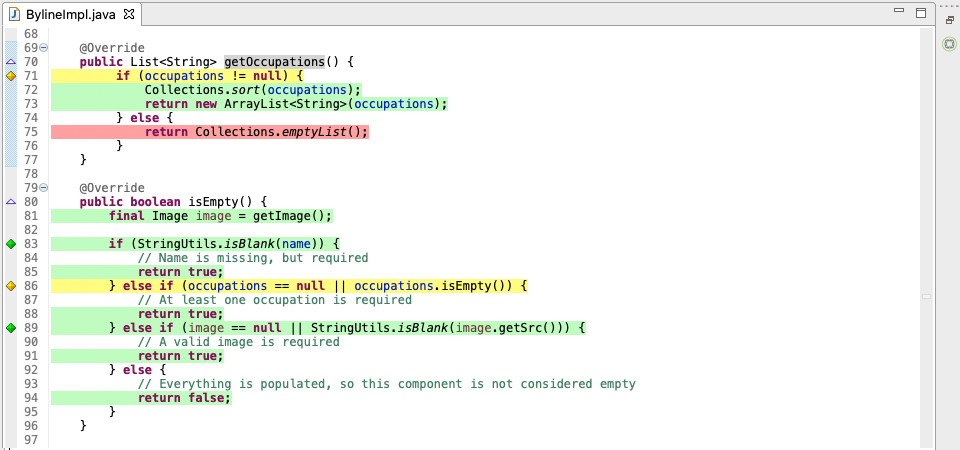 BylineImpl.java
68
69 @Override
70 public List<String> getOccupations() {
71 if (occupations != null) {
72 Collections.sort(occupations);
73 return new ArrayList<String>(occupations);
74 } else {
75 return Collections.emptyList();
76 }
77 }
78
79 @Override
80 public boolean isEmpty() {
81 final Image image = getImage();
82
83 if (StringUtils.isBlank(name)) {
84 // Name is missing, but required
85 return true;
86 } else if (occupations == null || occupations.isEmpty()) {
87 // At least one occupation is required
88 return true;
89 } else if (image == null || StringUtils.isBlank(image.getSrc())) {
90 // A valid image is required
91 return true;
92 } else {
93 // Everything is populated, so this component is not considered empty
94 return false;
95 }
96 }
97